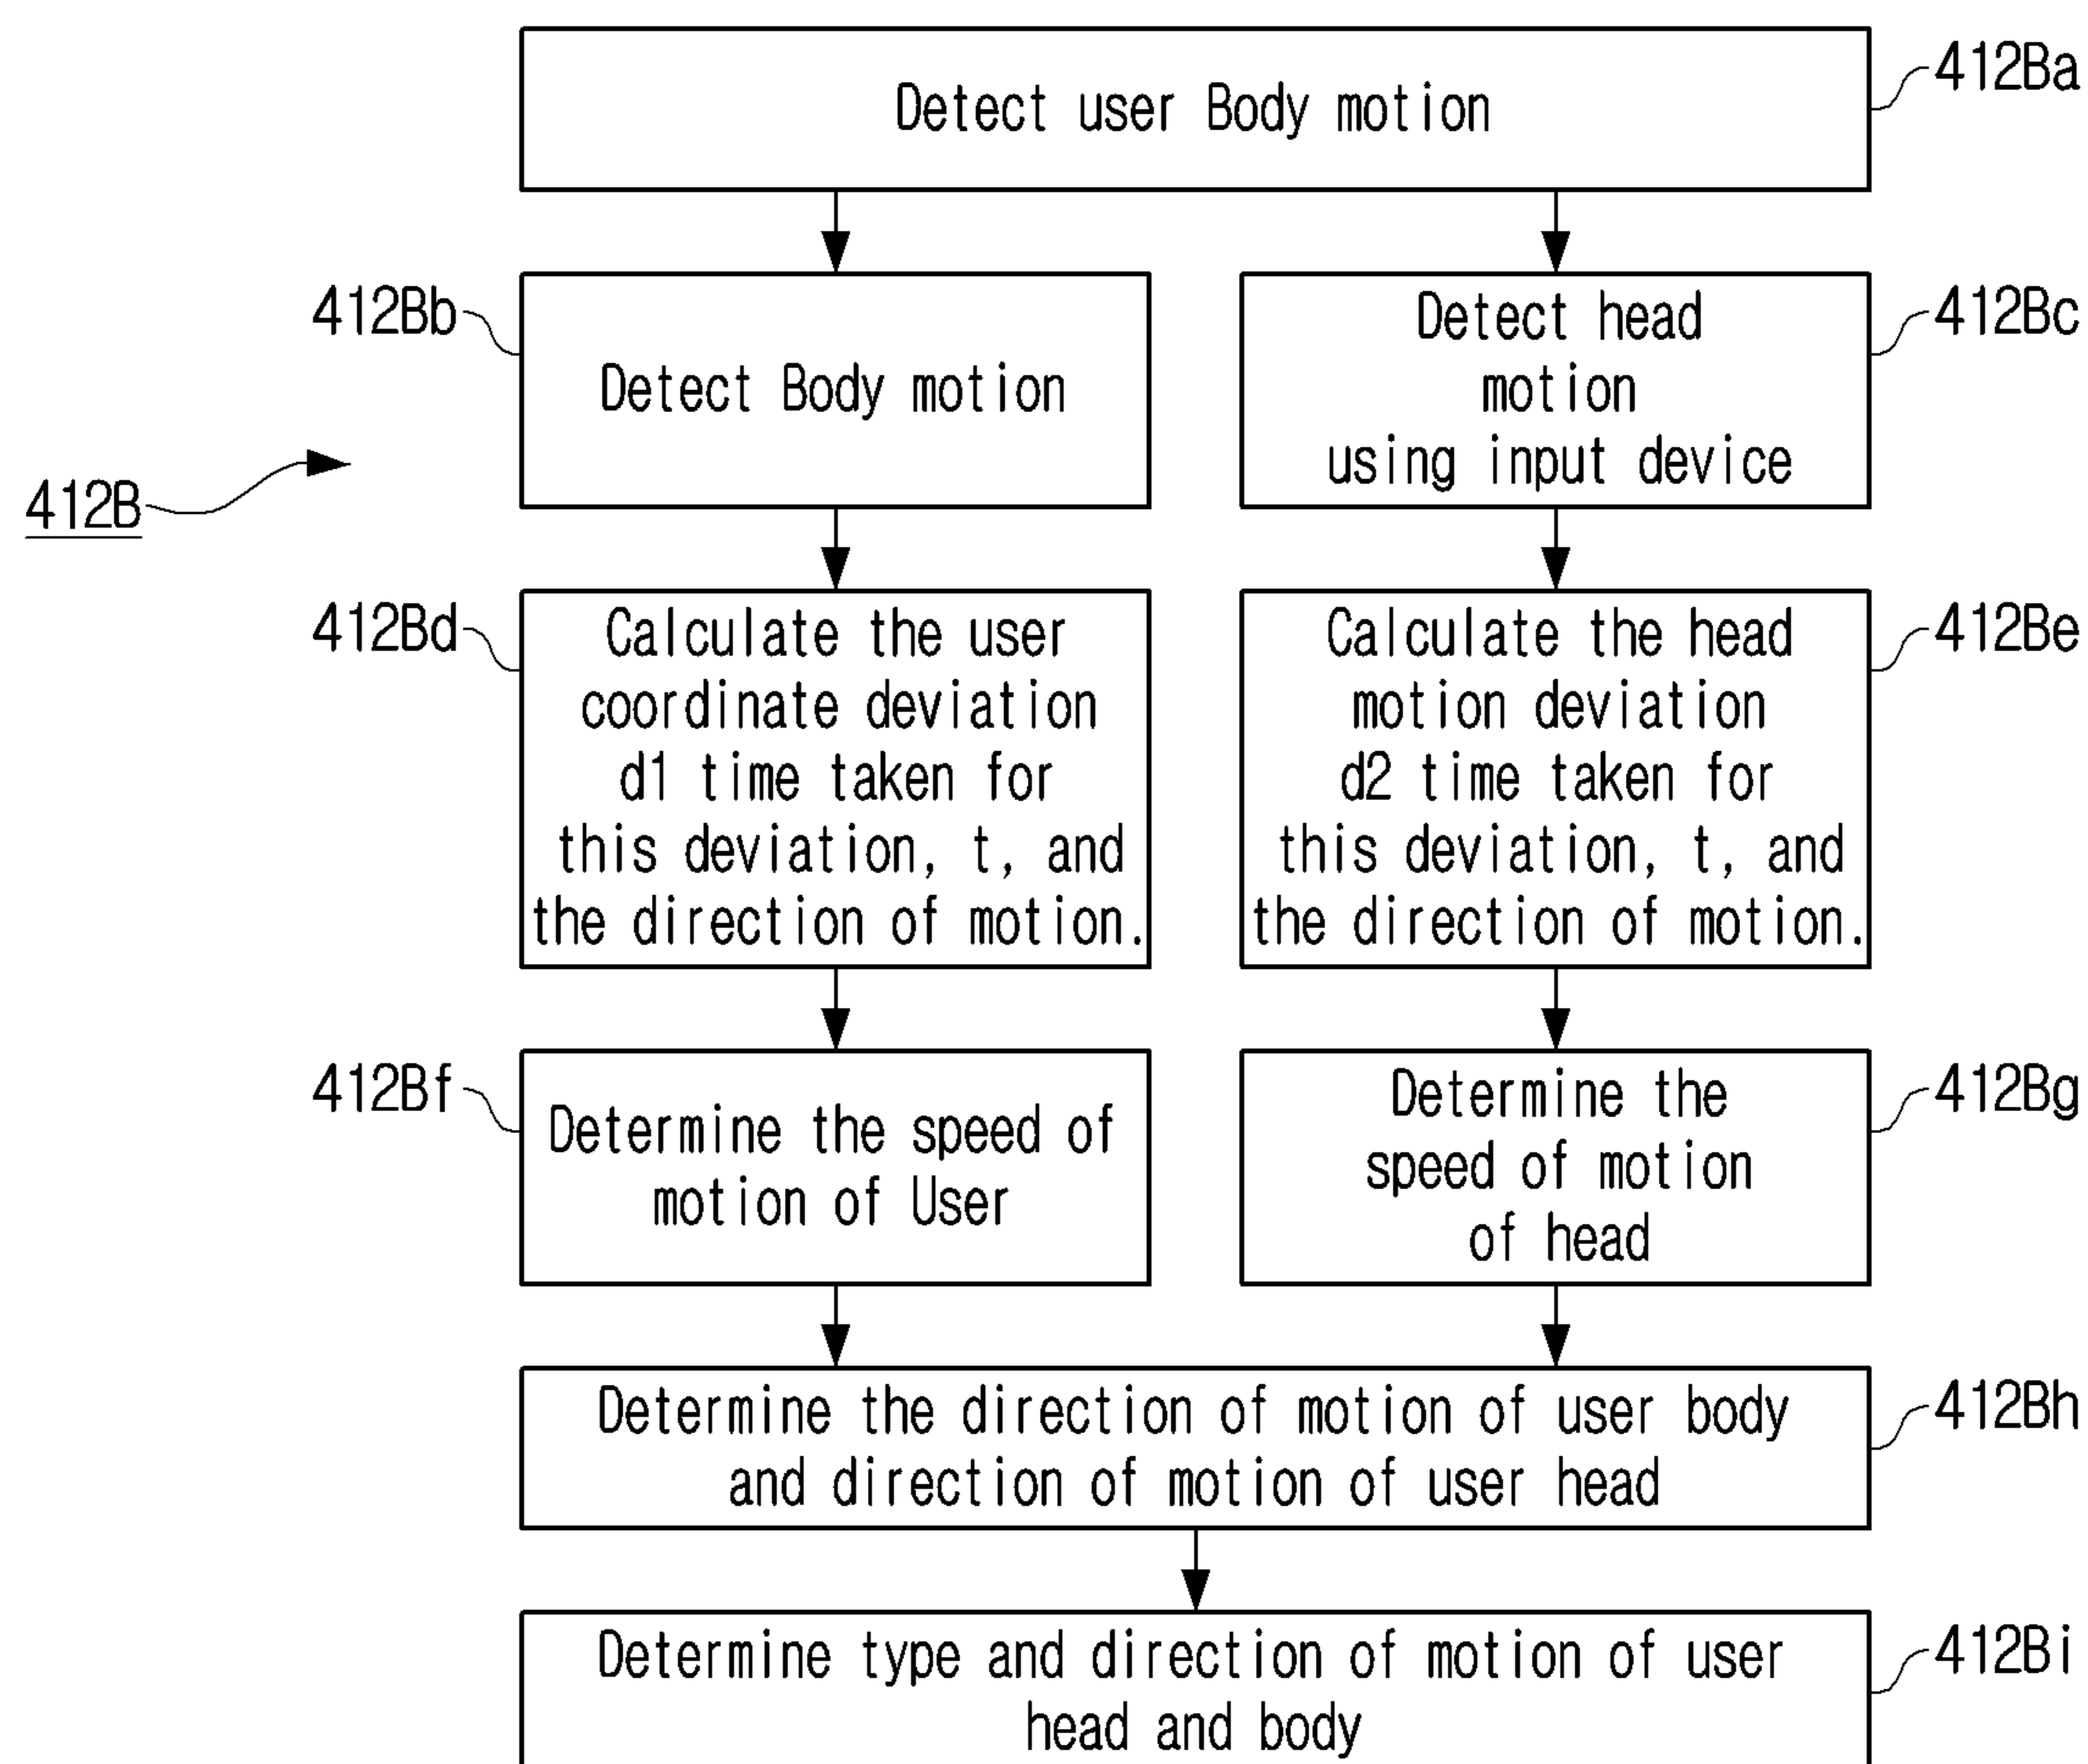 Detect user Body motion
412Ba
412Bb
Detect Body motion
Detect head
motion
using input device
412Bc
412B
412Bd
Calculate the user
coordinate deviation
d1 time taken for
this deviation, t, and
the direction of motion.
Calculate the head
motion deviation
d2 time taken for
this deviation, t, and
the direction of motion.
412Be
412Bf
Determine the speed of
motion of User
Determine the
speed of motion
of head
412Bg
Determine the direction of motion of user body
and direction of motion of user head
412Bh
Determine type and direction of motion of user
head and body
412Bi